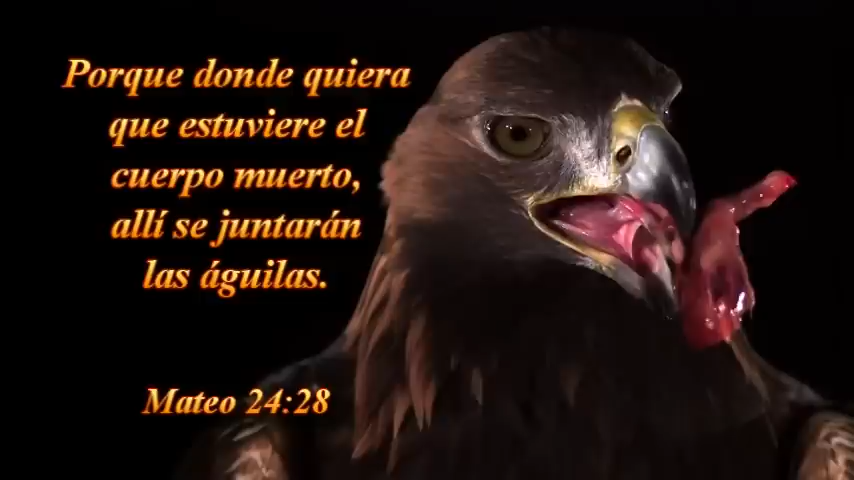 Porque donde quiera
que estuviere el
cuerpo muerto,
allí se juntarán
las águilas.
Mateo 24:28